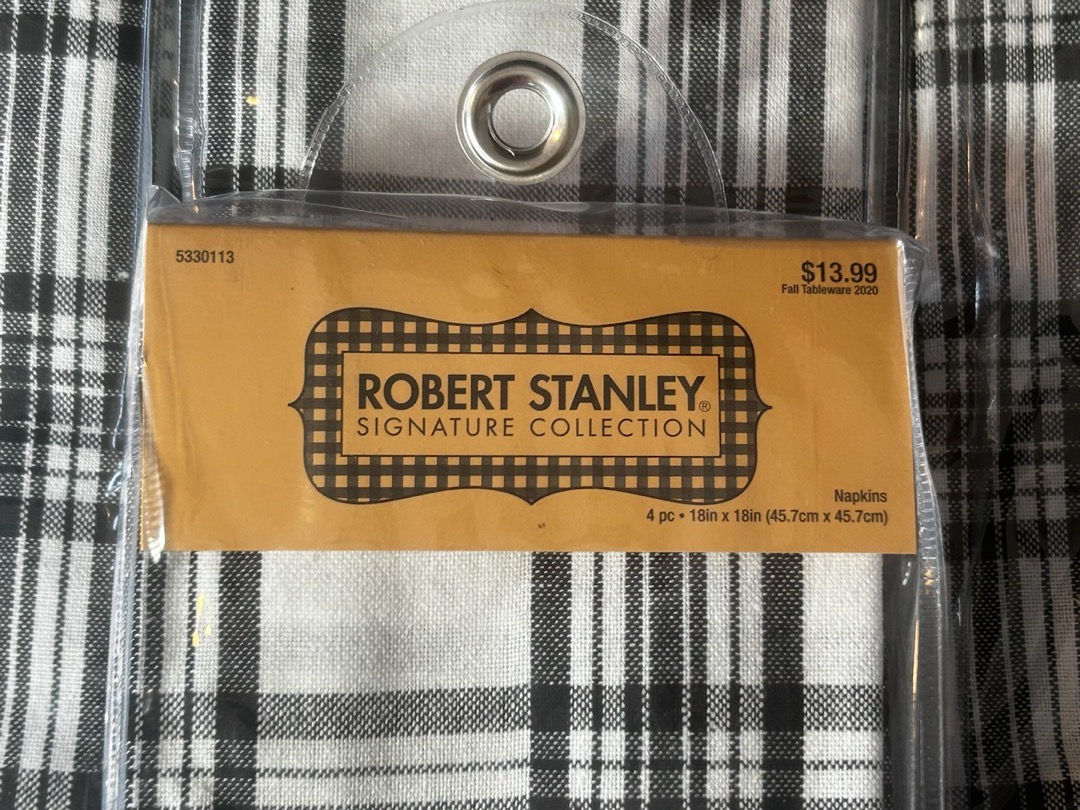 5330113
$13.99
Fall Tableware 2020
ROBERT STANLEY®
SIGNATURE COLLECTION
Napkins
4 pc • 18in x 18in (45.7cm x 45.7cm)